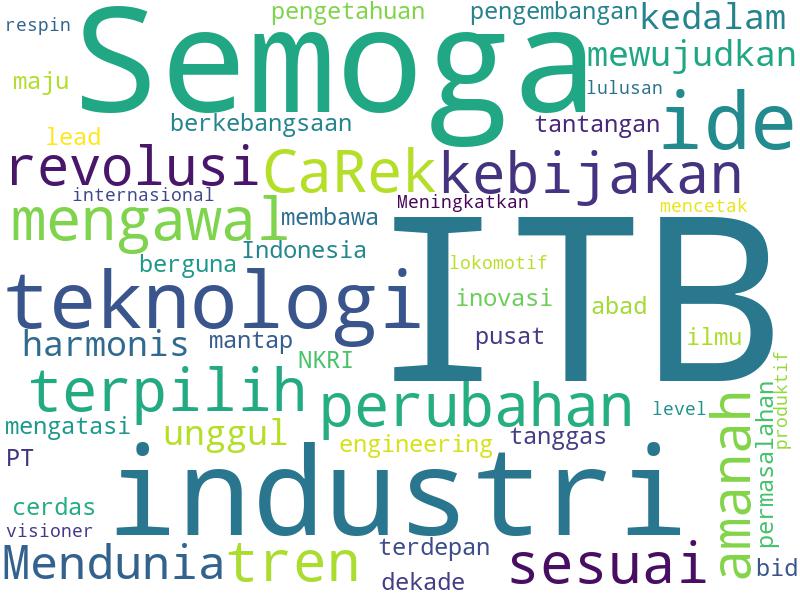 respin
Semoga
pengetahuan
pengembangan
kedalam
maju
mewujudkan
lulusan
berkebangsaan
tantangan
ide
lead
revolusi
CaRek
kebijakan
internasional
Meningkatkan
mencetak
mengawal
membawa
ITB
Indonesia
berguna
lokomotif
teknologi
inovasi
abad
harmonis
mantap
pusat
ilmu
NKRI
terpilih
perubahan
produktif
level
mengatasi
unggul
engineering
tanggas
amanah
permasalahan
PT
industri
cerdas
visioner
Mendunia
tren
terdepan
sesuai
dekade
bid